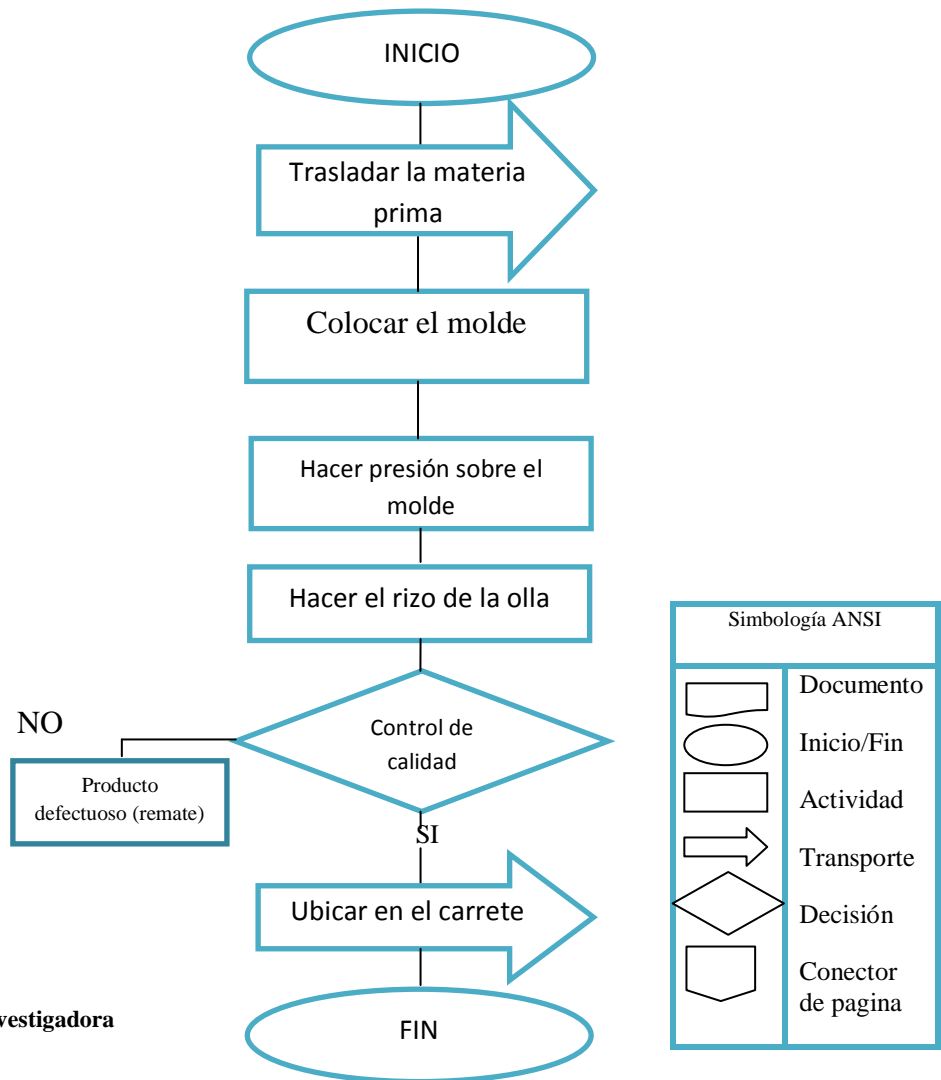 INICIO
Trasladar la materia
prima
Colocar el molde
Hacer presión sobre el
molde
Hacer el rizo de la olla
Control de
calidad
NO
Producto
defectuoso (remate)
SI
Ubicar en el carrete
FIN
Simbología ANSI
Documento
Inicio/Fin
Actividad
Transporte
Decisión
Conector
de pagina
vestigadora